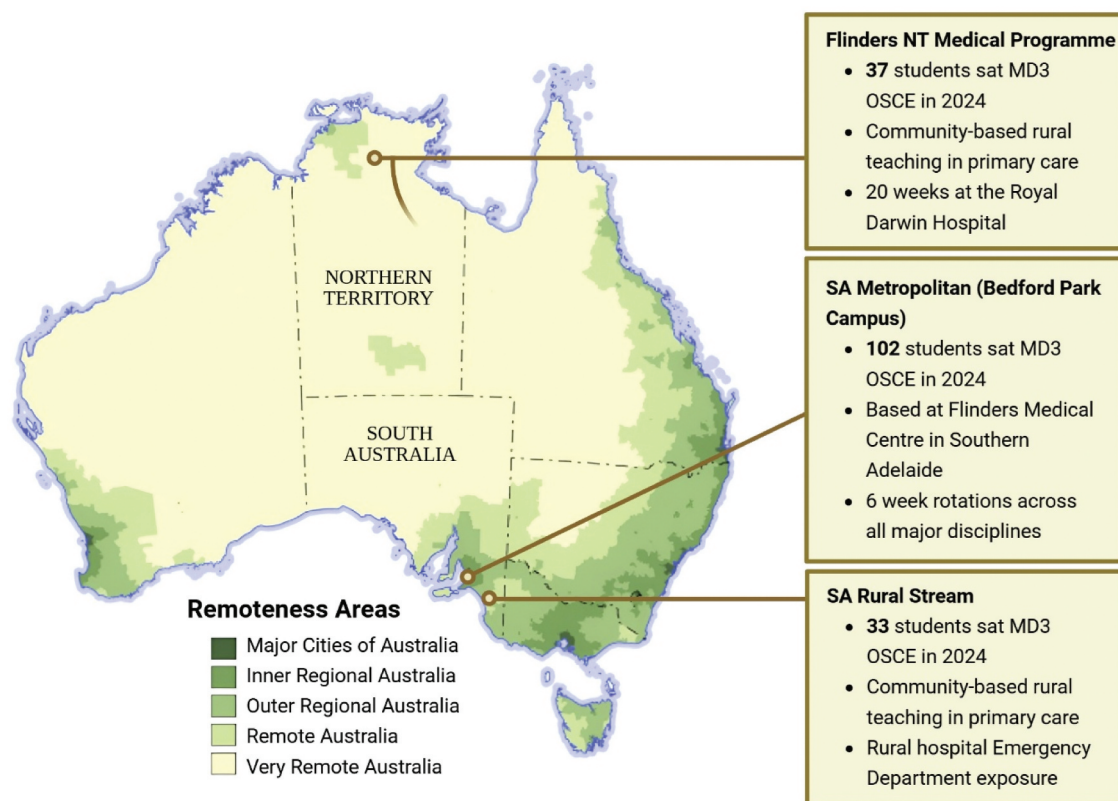 Flinders NT Medical Programme
• 37 students sat MD3
OSCE in 2024
• Community-based rural
teaching in primary care
• 20 weeks at the Royal
Darwin Hospital
NORTHERN
TERRITORY
SA Metropolitan (Bedford Park
Campus)
• 102 students sat MD3
OSCE in 2024
• Based at Flinders Medical
Centre in Southern
Adelaide
• 6 week rotations across
all major disciplines
SOUTH
AUSTRALIA
SA Rural Stream
• 33 students sat MD3
OSCE in 2024
• Community-based rural
teaching in primary care
• Rural hospital Emergency
Department exposure
Remoteness Areas
Major Cities of Australia
Inner Regional Australia
Outer Regional Australia
Remote Australia
Very Remote Australia